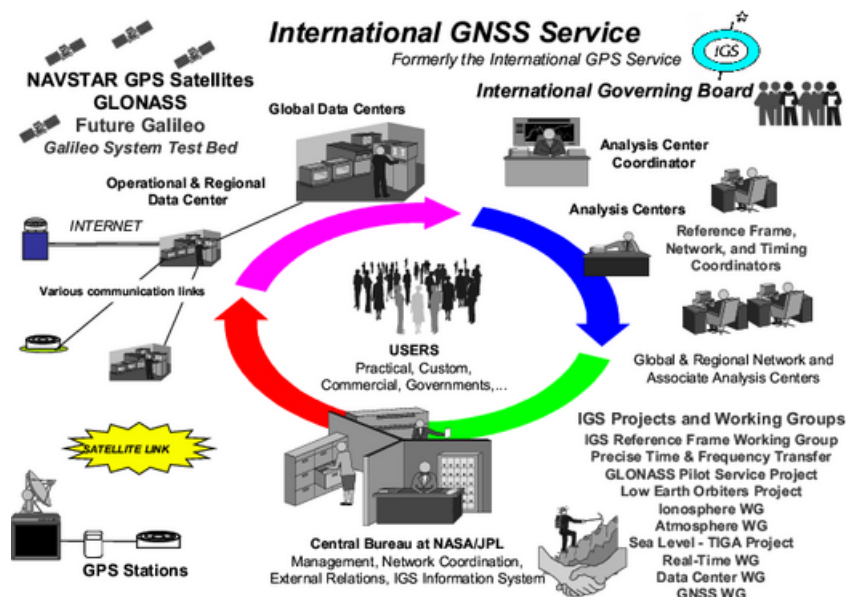 International GNSS Service
Formerly the International GPS Service
IGS
NAVSTAR GPS Satellites
GLONASS
Future Galileo
Galileo System Test Bed
Global Data Centers
International Governing Board
Analysis Center
Coordinator
Operational & Regional
Data Center
INTERNET
Analysis Centers
Reference Frame,
Network, and Timing
Coordinators
Various communication links
USERS
Practical, Custom,
Commercial, Governments,...
Global & Regional Network and
Associate Analysis Centers
IGS Projects and Working Groups
IGS Reference Frame Working Group
Precise Time & Frequency Transfer
GLONASS Pilot Service Project
Low Earth Orbiters Project
Ionosphere WG
Atmosphere WG
Sea Level - TIGA Project
Real-Time WG
Data Center WG
GNSS WG
SATELLITE LINK
GPS Stations
Central Bureau at NASA/JPL
Management, Network Coordination,
External Relations, IGS Information System